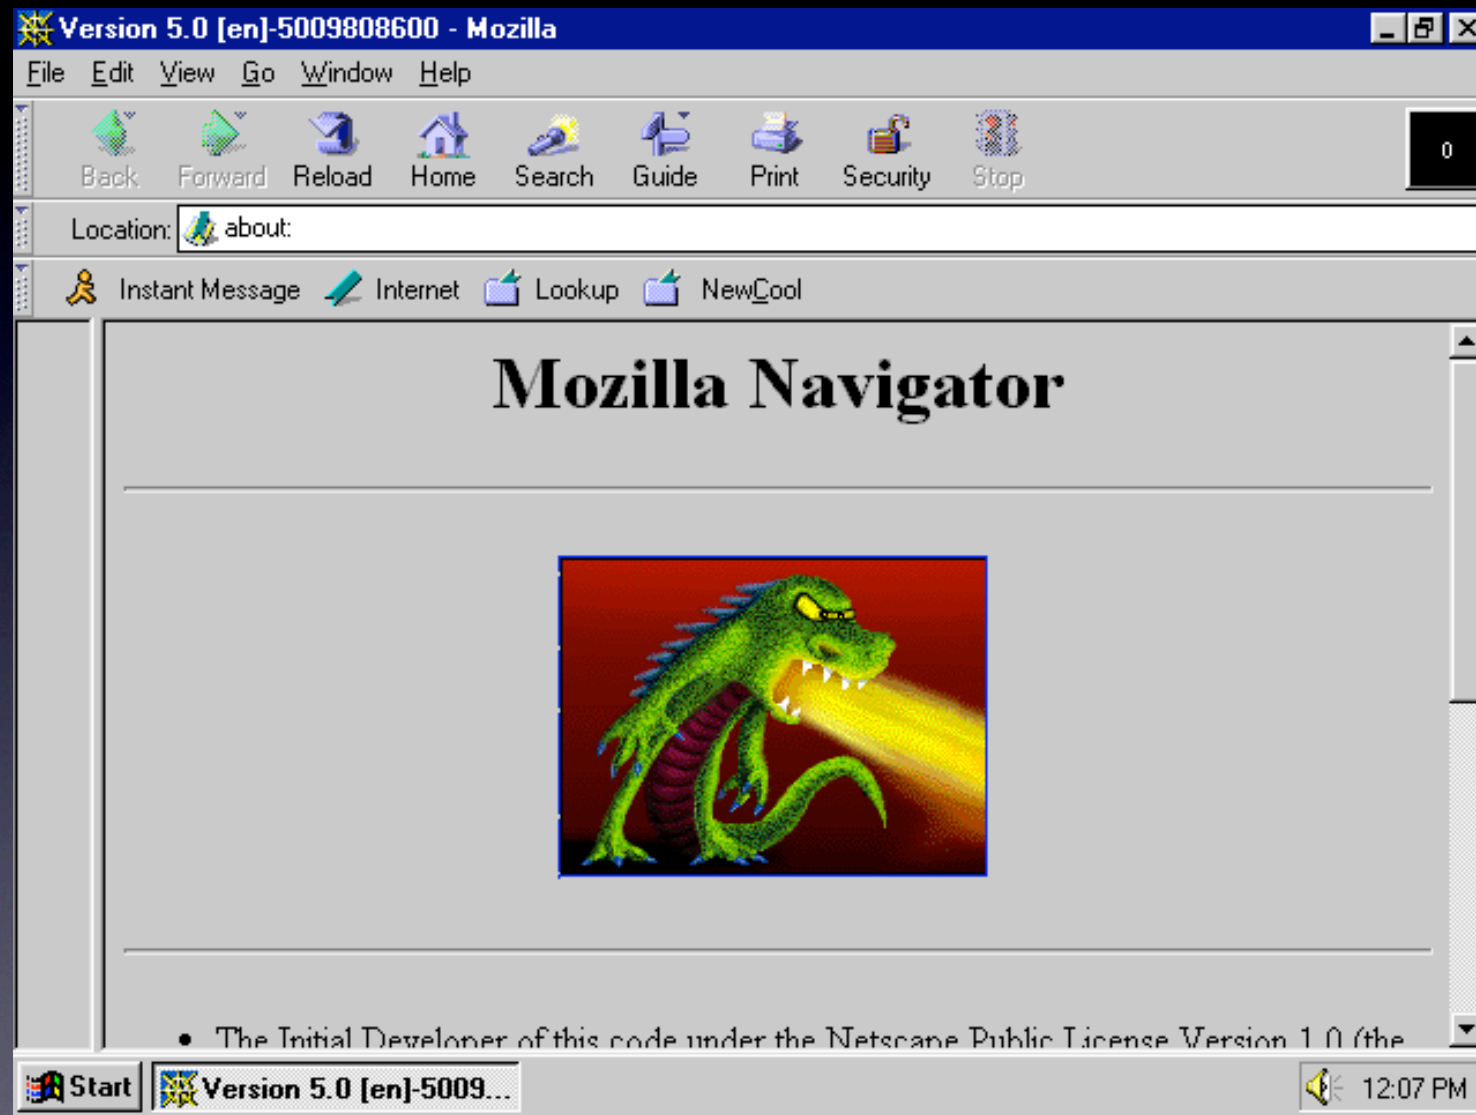 Version 5.0 [en]-5009808600 - Mozilla
File Edit View Go Window Help
Back Forward Reload Home Search Guide Print Security Stop
0
Location: about:
Instant Message Internet Lookup NewCool
Mozilla Navigator
The Initial Developer of this code under the Netscape Public License Version 1.0 (the
Start Version 5.0 [en]-5009... 12:07 PM